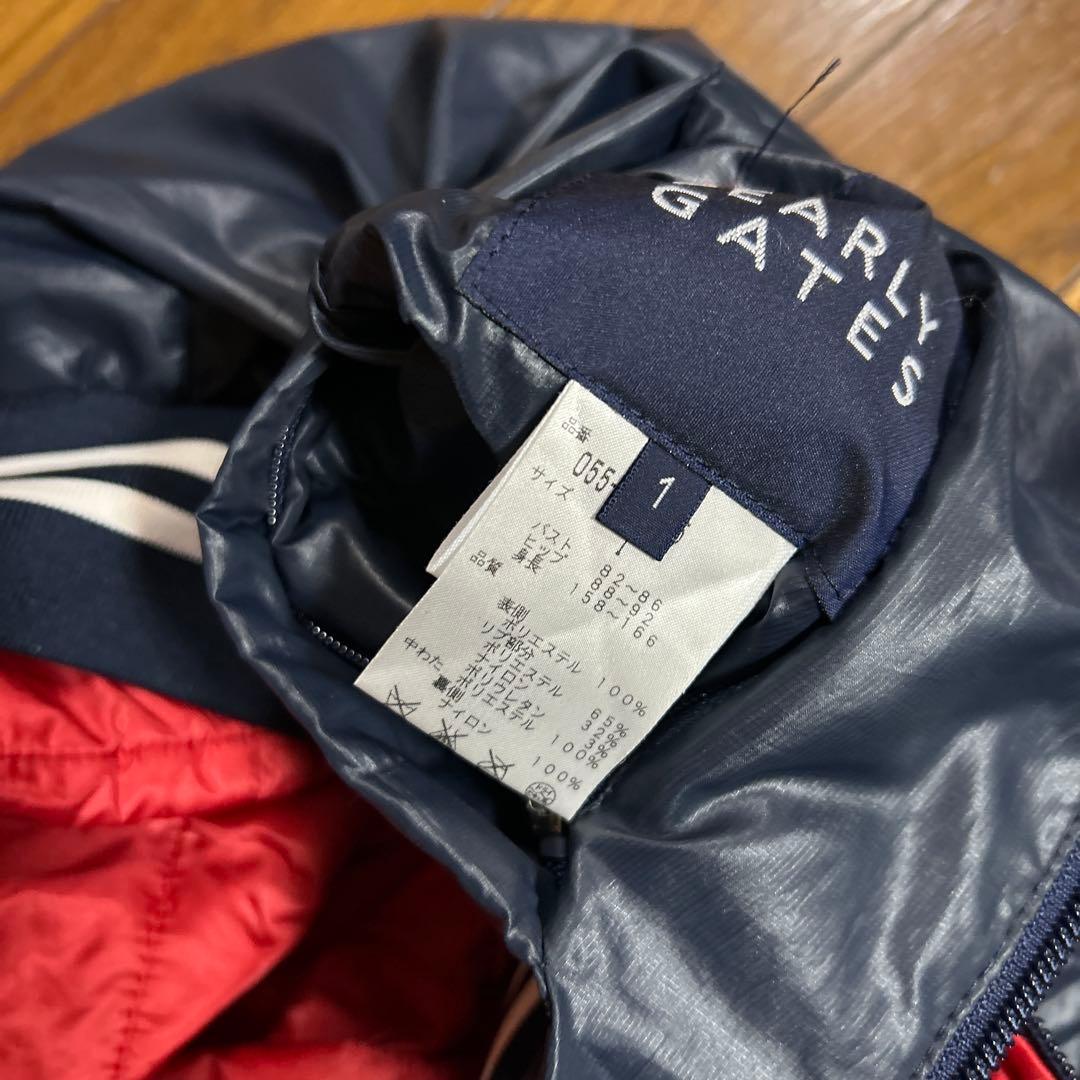 EARLY
GATES
1
品番
055-
サイズ
バスト 82~86
ヒップ 88~92
身長 158~166
品質
表側
ポリエステル 100%
リブ部分
ポリエステル 65%
ナイロン 32%
ポリウレタン 3%
中わた
ポリエステル 100%
裏側
ナイロン 100%